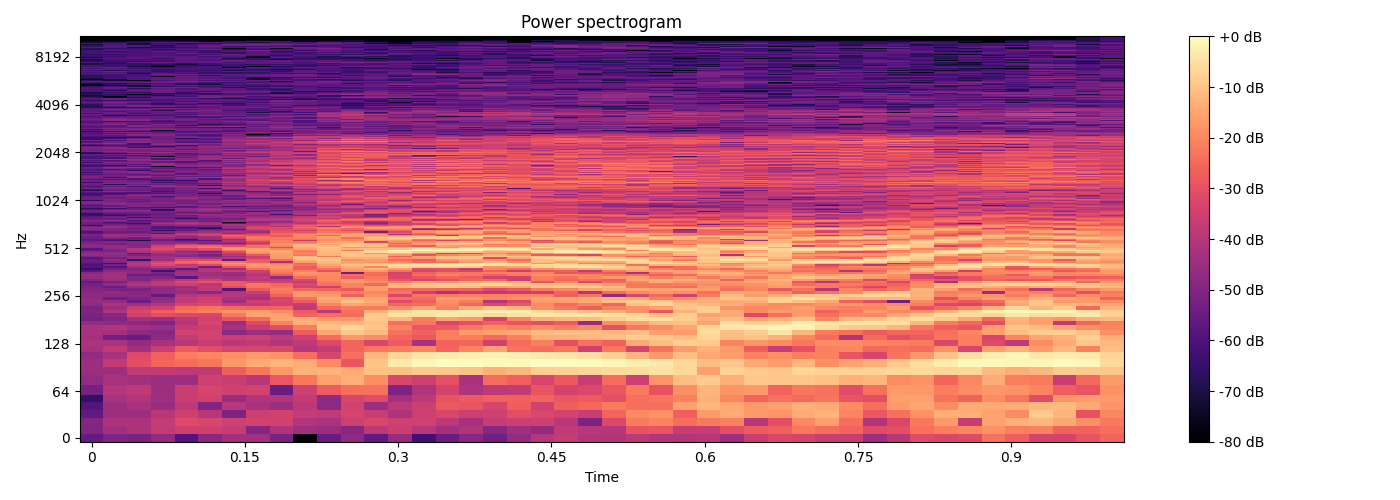 Power spectrogram
Hz
8192
4096
2048
1024
512
256
128
64
0
0 0.15 0.3 0.45 0.6 0.75 0.9
Time
+0 dB
-10 dB
-20 dB
-30 dB
-40 dB
-50 dB
-60 dB
-70 dB
-80 dB